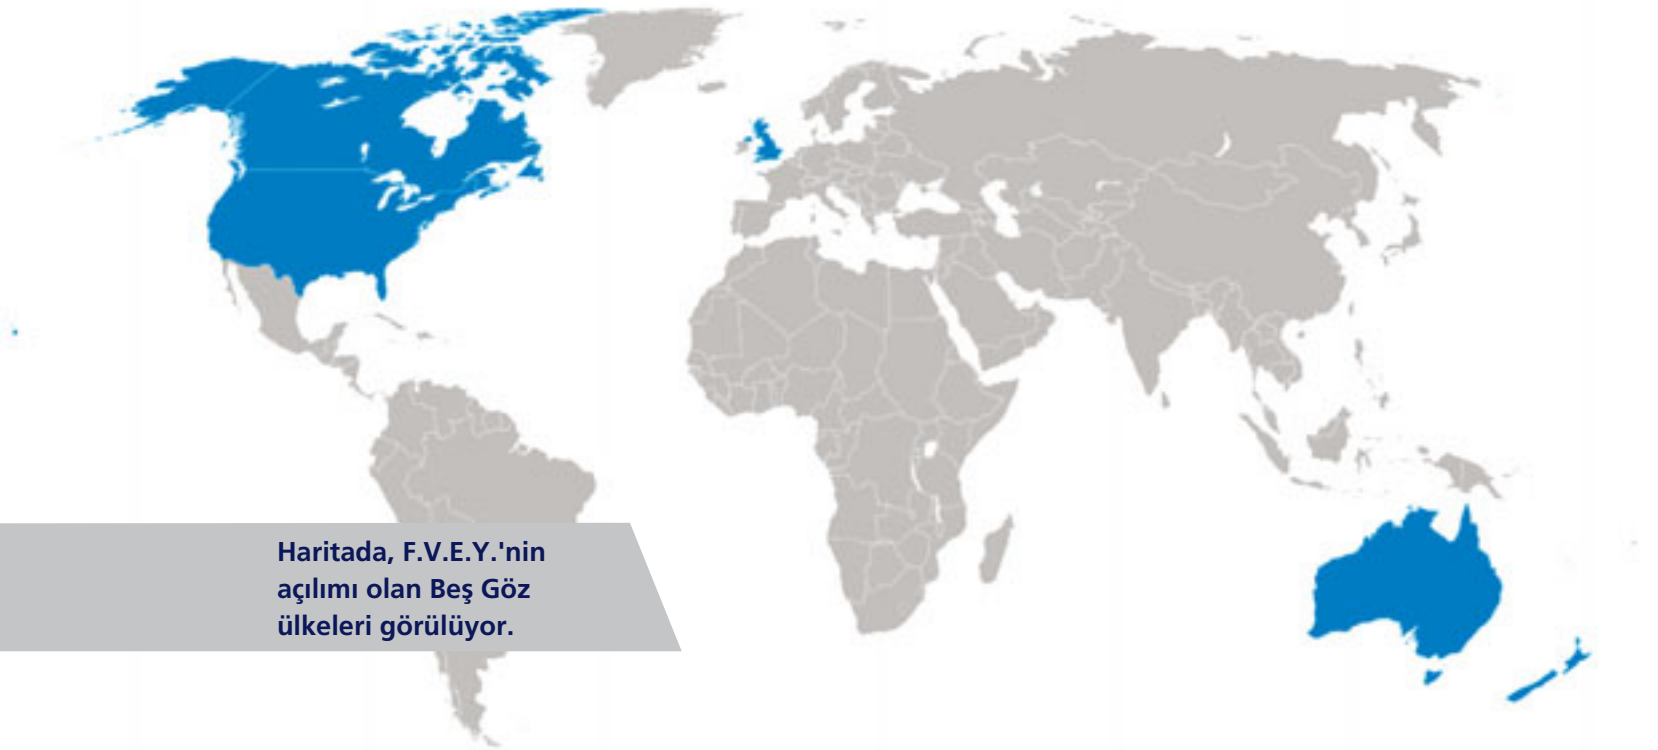 Haritada, F.V.E.Y.'nin
açılımı olan Beş Göz
ülkeleri görülüyor.